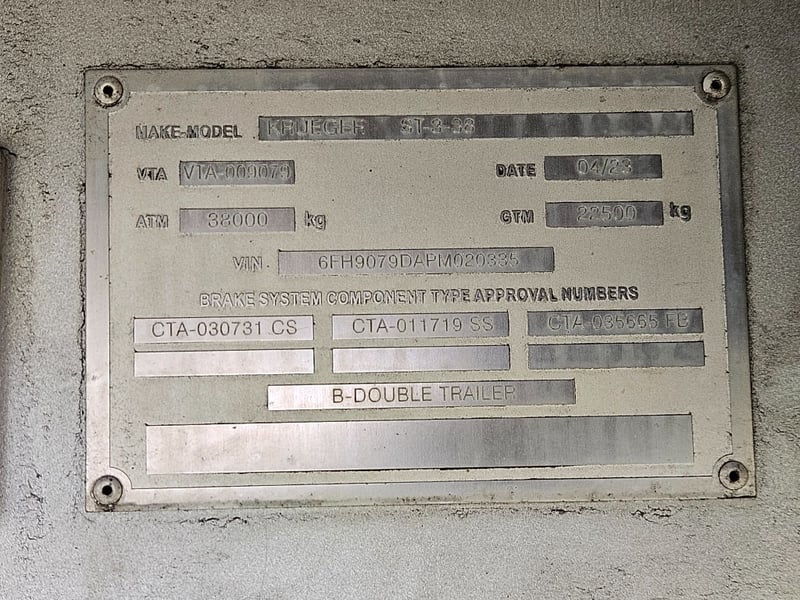 MAKE-MODEL KRUEGER ST-3-38
VTA VTA-009079 DATE 04/23
ATM 38000 kg GTM 22500 kg
VIN 6FH9079DAPM020335
BRAKE SYSTEM COMPONENT TYPE APPROVAL NUMBERS
CTA-030731 CS CTA-011719 SS CTA-035665 FB
B-DOUBLE TRAILER